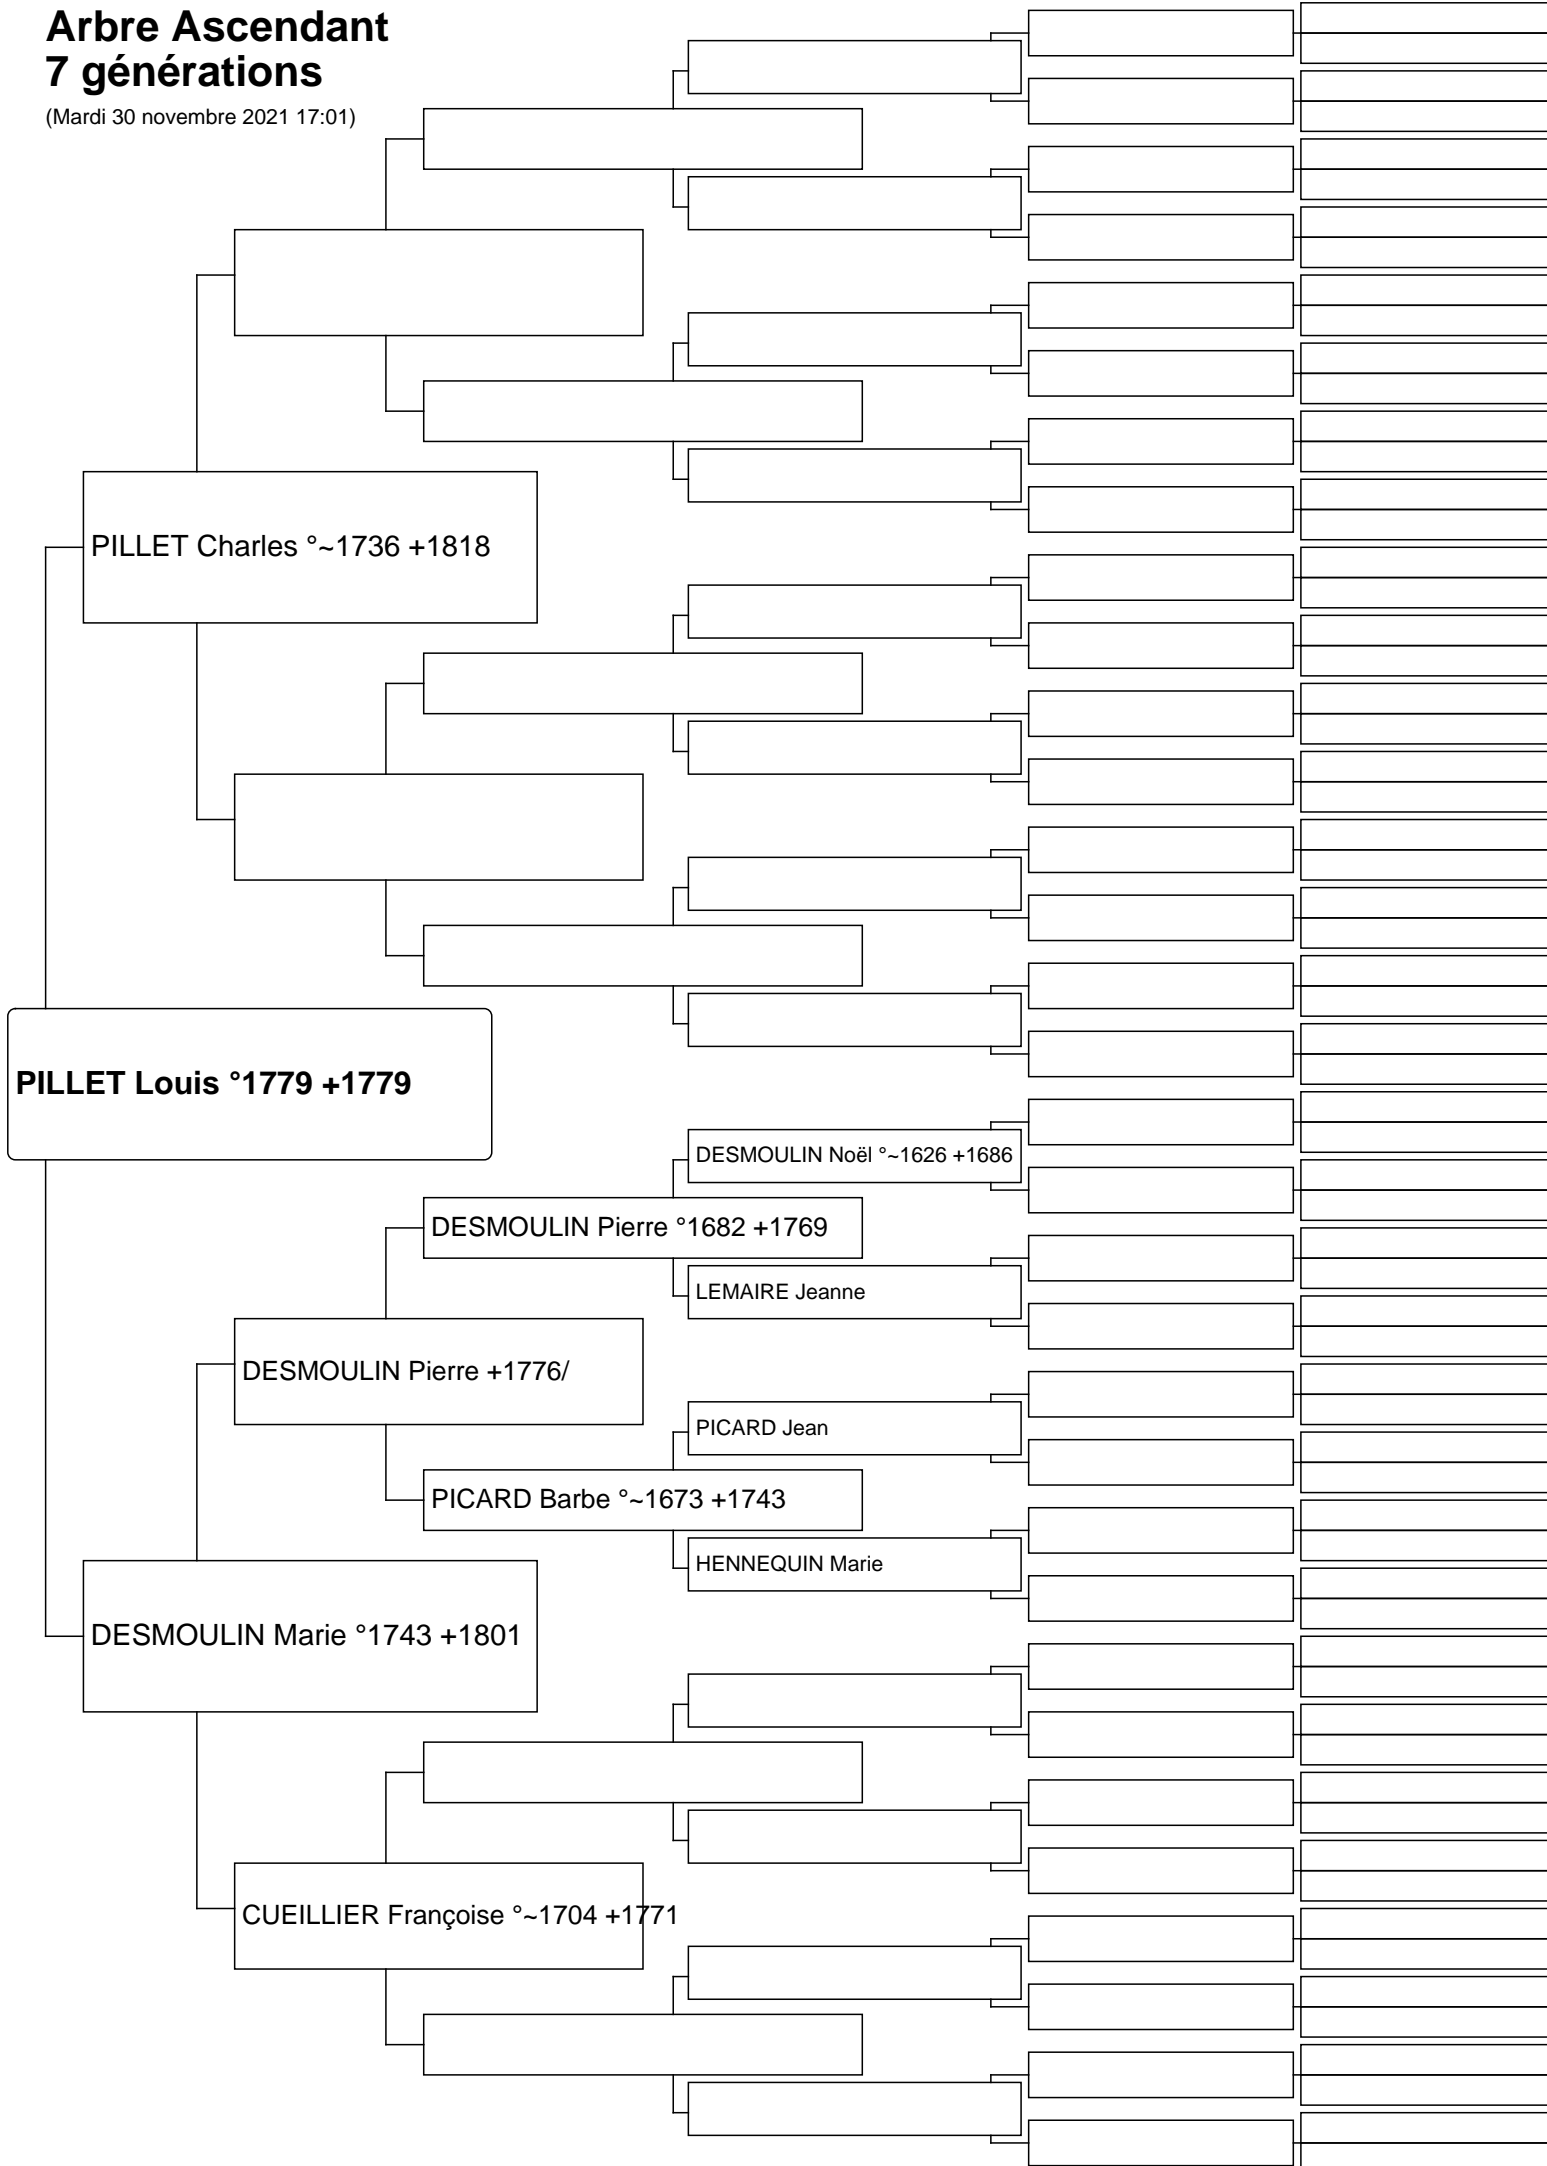 Arbre Ascendant
7 générations
(Mardi 30 novembre 2021 17:01)
PILLET Charles °~1736 +1818
PILLET Louis °1779 +1779
DESMOULIN Noël °~1626 +1686
DESMOULIN Pierre °1682 +1769
LEMAIRE Jeanne
DESMOULIN Pierre +1776/
PICARD Jean
PICARD Barbe °~1673 +1743
HENNEQUIN Marie
DESMOULIN Marie °1743 +1801
CUEILLIER Françoise °~1704 +1771